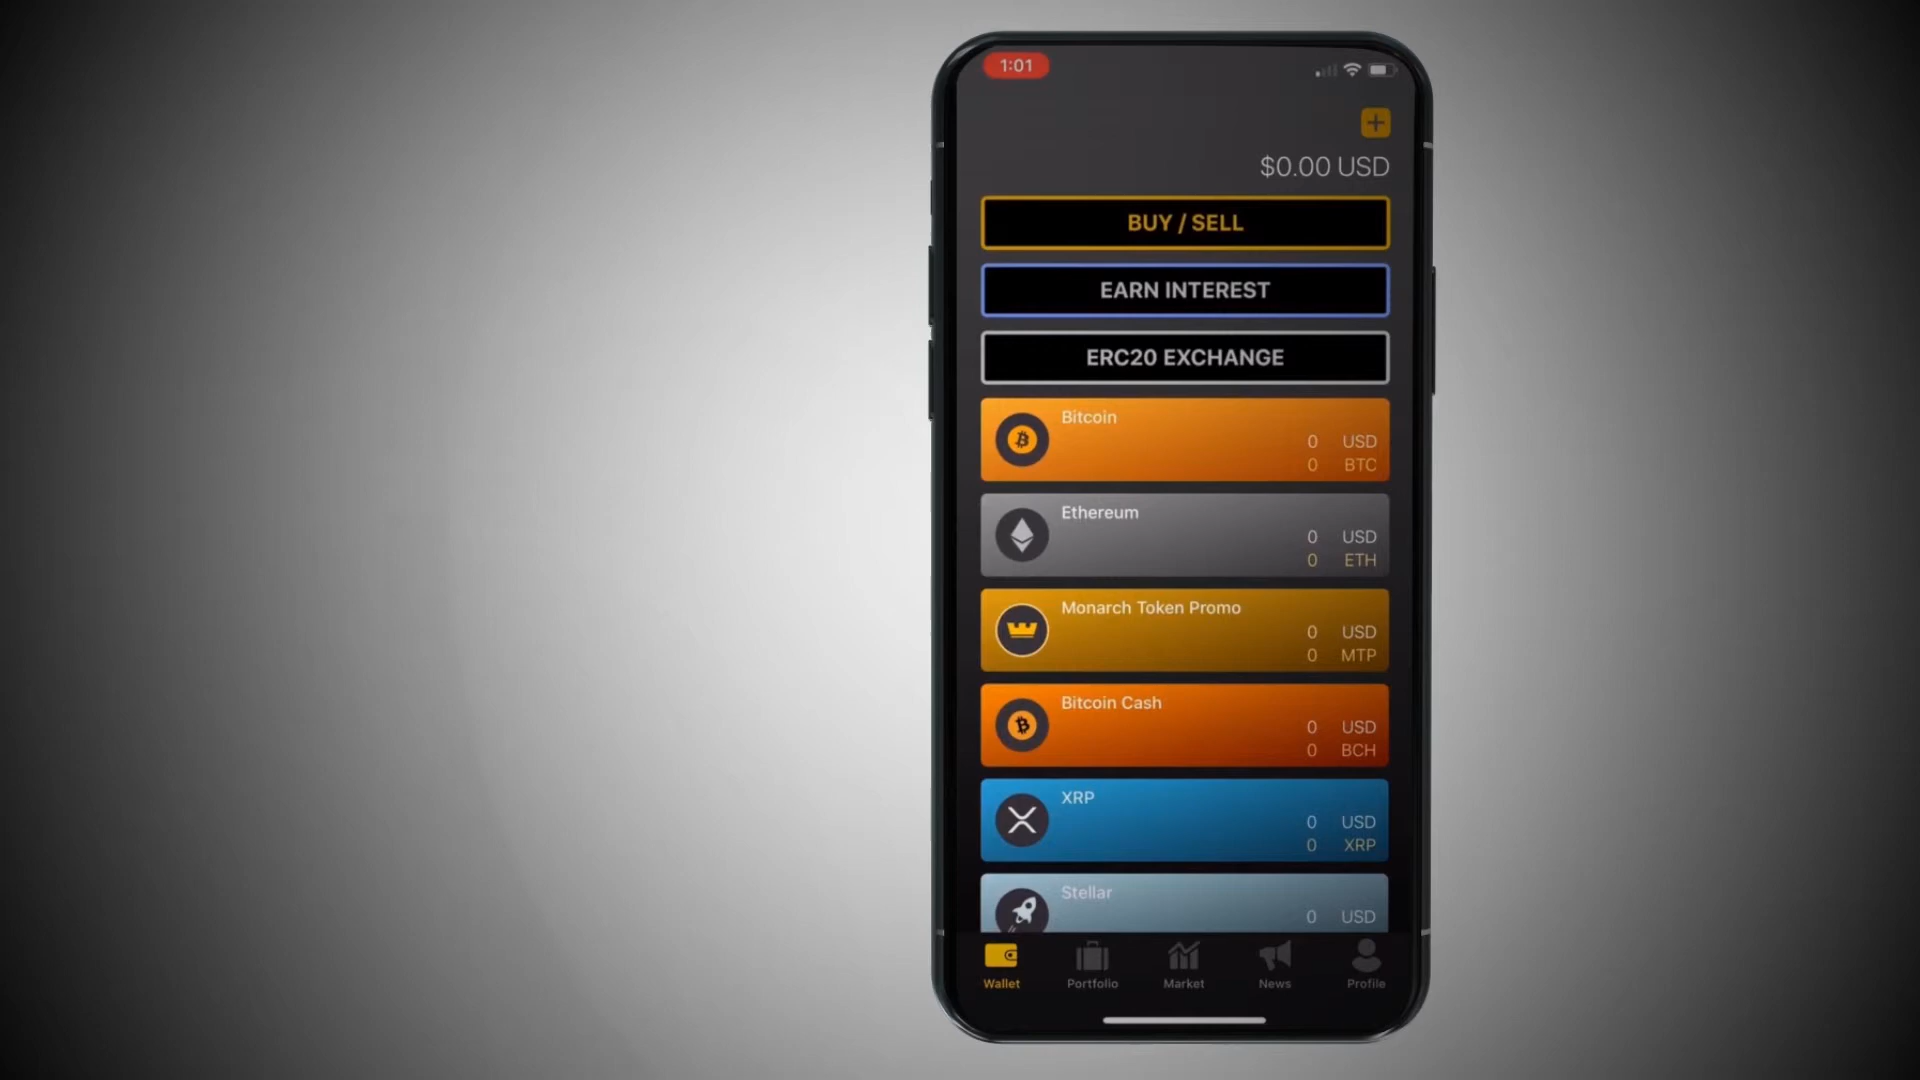 1:01
$0.00 USD
BUY / SELL
EARN INTEREST
ERC20 EXCHANGE
Bitcoin
0 USD
0 BTC
Ethereum
0 USD
0 ETH
Monarch Token Promo
0 USD
0 MTP
Bitcoin Cash
0 USD
0 BCH
XRP
0 USD
0 XRP
Stellar
0 USD
Wallet Portfolio Market News Profile